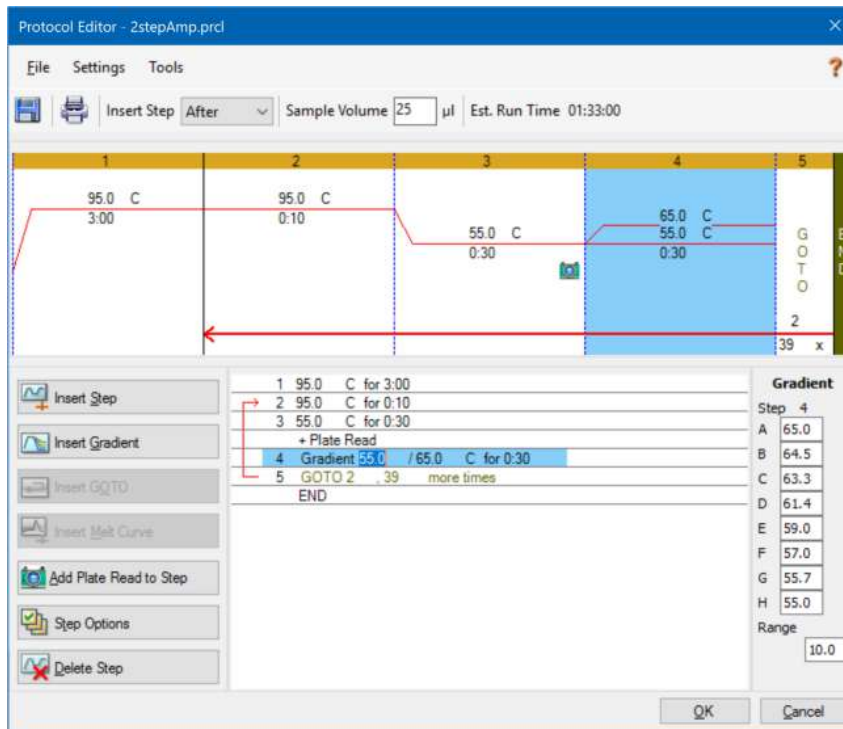 Protocol Editor - 2stepAmp.prcl
File Settings Tools ?
Insert Step After Sample Volume 25 µl Est. Run Time 01:33:00
1 2 3 4 5
95.0 C 95.0 C
3:00 0:10
65.0 C
55.0 C 55.0 C
0:30 0:30
GOTO
END
2
39 x
Insert Step
Insert Gradient
Insert GOTO
Insert Melt Curve
Add Plate Read to Step
Step Options
Delete Step
1 95.0 C for 3:00
2 95.0 C for 0:10
3 55.0 C for 0:30
+ Plate Read
4 Gradient 55.0 / 65.0 C for 0:30
5 GOTO 2 , 39 more times
END
Gradient
Step 4
A 65.0
B 64.5
C 63.3
D 61.4
E 59.0
F 57.0
G 55.7
H 55.0
Range
10.0
OK Cancel